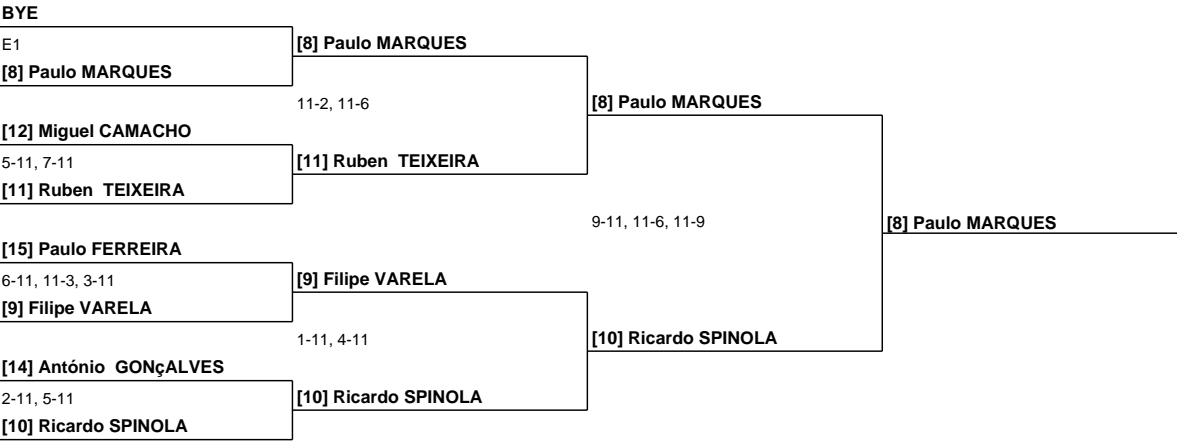 BYE
E1
[8] Paulo MARQUES
[8] Paulo MARQUES
11-2, 11-6
[8] Paulo MARQUES
[12] Miguel CAMACHO
5-11, 7-11
[11] Ruben  TEIXEIRA
[11] Ruben  TEIXEIRA
9-11, 11-6, 11-9
[8] Paulo MARQUES
[15] Paulo FERREIRA
6-11, 11-3, 3-11
[9] Filipe VARELA
[9] Filipe VARELA
1-11, 4-11
[10] Ricardo SPINOLA
[14] António  GONçALVES
2-11, 5-11
[10] Ricardo SPINOLA
[10] Ricardo SPINOLA